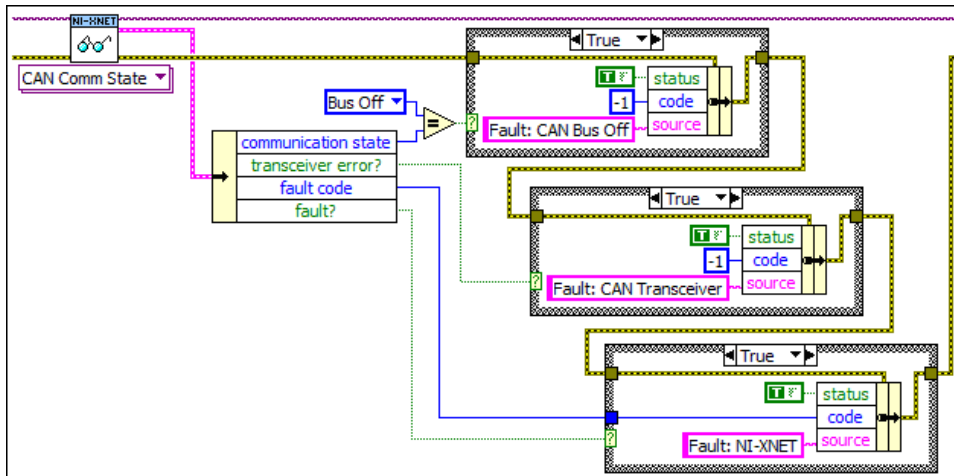 NI-XNET
CAN Comm State
True
T
status
-1
code
Fault: CAN Bus Off
source
Bus Off
=
?
communication state
transceiver error?
fault code
fault?
True
T
status
-1
code
Fault: CAN Transceiver
source
?
True
T
status
code
Fault: NI-XNET
source
?